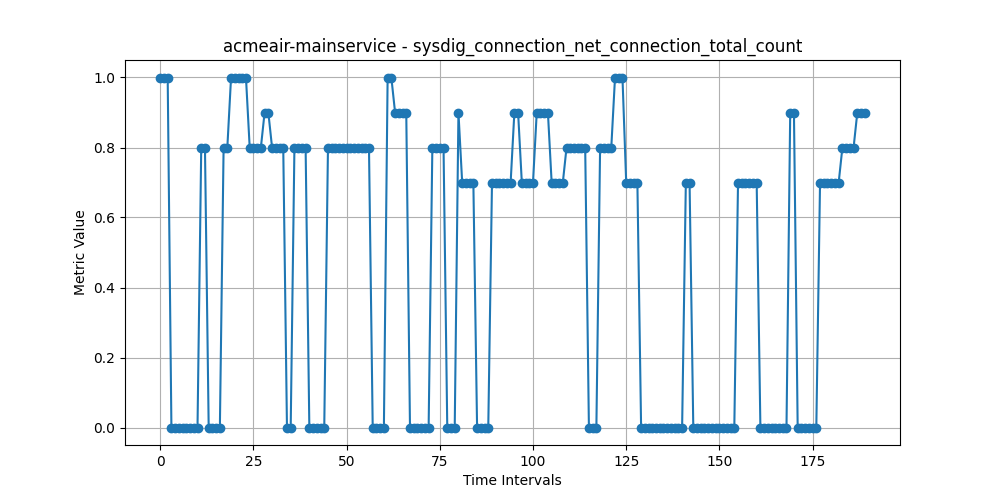 acmeair-mainservice - sysdig_connection_net_connection_total_count
1.0
0.8
0.6
0.4
0.2
0.0
Metric Value
0 25 50 75 100 125 150 175
Time Intervals